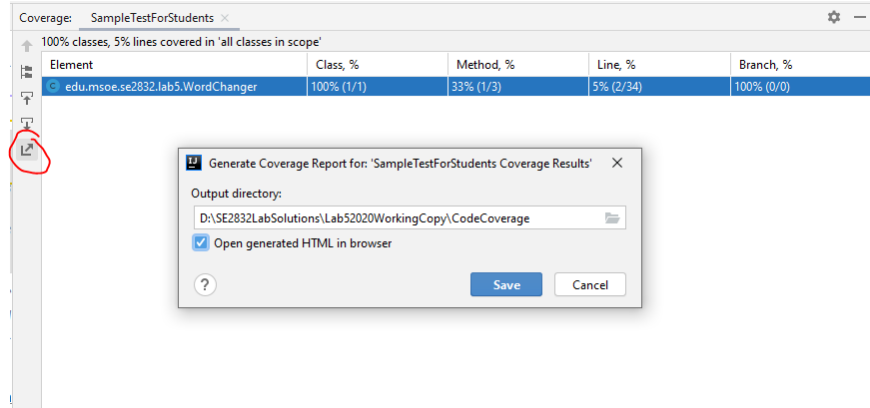 Coverage: SampleTestForStudents
100% classes, 5% lines covered in 'all classes in scope'
Element Class, % Method, % Line, % Branch, %
C edu.msoe.se2832.lab5.WordChanger 100% (1/1) 33% (1/3) 5% (2/34) 100% (0/0)
IJ Generate Coverage Report for: 'SampleTestForStudents Coverage Results'
Output directory:
D:\SE2832LabSolutions\Lab52020WorkingCopy\CodeCoverage
Open generated HTML in browser
? Save Cancel